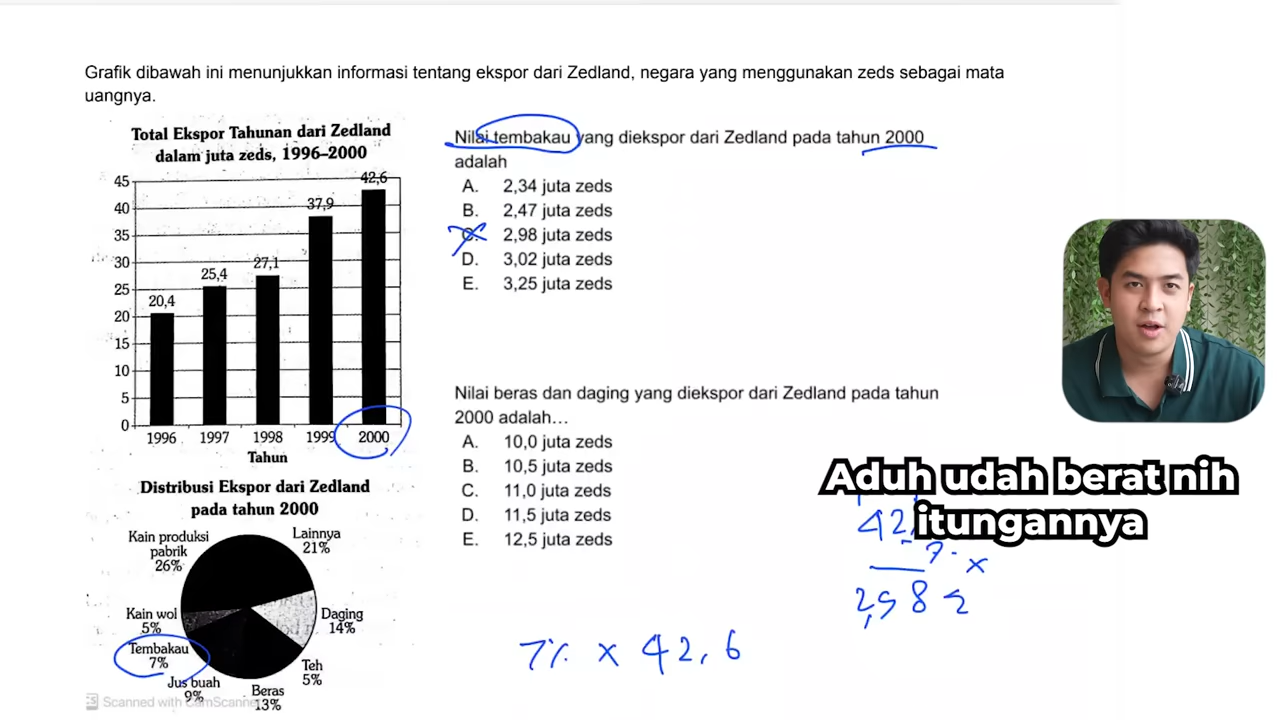 Grafik dibawah ini menunjukkan informasi tentang ekspor dari Zedland, negara yang menggunakan zeds sebagai mata
uangnya.
Total Ekspor Tahunan dari Zedland
dalam juta zeds, 1996–2000
45
40
35
30
25
20
15
10
5
0
20,4
25,4
27,1
37,9
42,6
1996
1997
1998
1999
2000
Tahun
Distribusi Ekspor dari Zedland
pada tahun 2000
Kain produksi
pabrik
26%
Lainnya
21%
Kain wol
5%
Daging
14%
Tembakau
7%
Teh
5%
Jus buah
9%
Beras
13%
Scanned with CamScanner
Nilai tembakau yang diekspor dari Zedland pada tahun 2000
adalah
A. 2,34 juta zeds
B. 2,47 juta zeds
C. 2,98 juta zeds
D. 3,02 juta zeds
E. 3,25 juta zeds
Nilai beras dan daging yang diekspor dari Zedland pada tahun
2000 adalah…
A. 10,0 juta zeds
B. 10,5 juta zeds
C. 11,0 juta zeds
D. 11,5 juta zeds
E. 12,5 juta zeds
Aduh udah berat nih
itungannya
42,
7 x
2,982
7% x 42,6